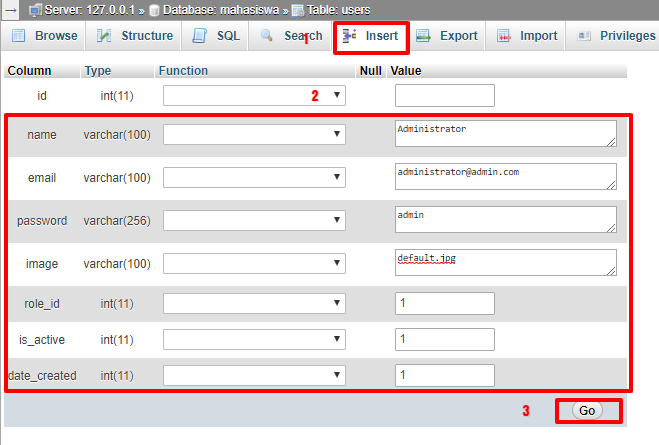 Server: 127.0.0.1 » Database: mahasiswa » Table: users
Browse Structure SQL Search 1 Insert Export Import Privileges
Column Type Function Null Value
id int(11) 2
name varchar(100) Administrator
email varchar(100) administrator@admin.com
password varchar(256) admin
image varchar(100) default.jpg
role_id int(11) 1
is_active int(11) 1
date_created int(11) 1
3 Go